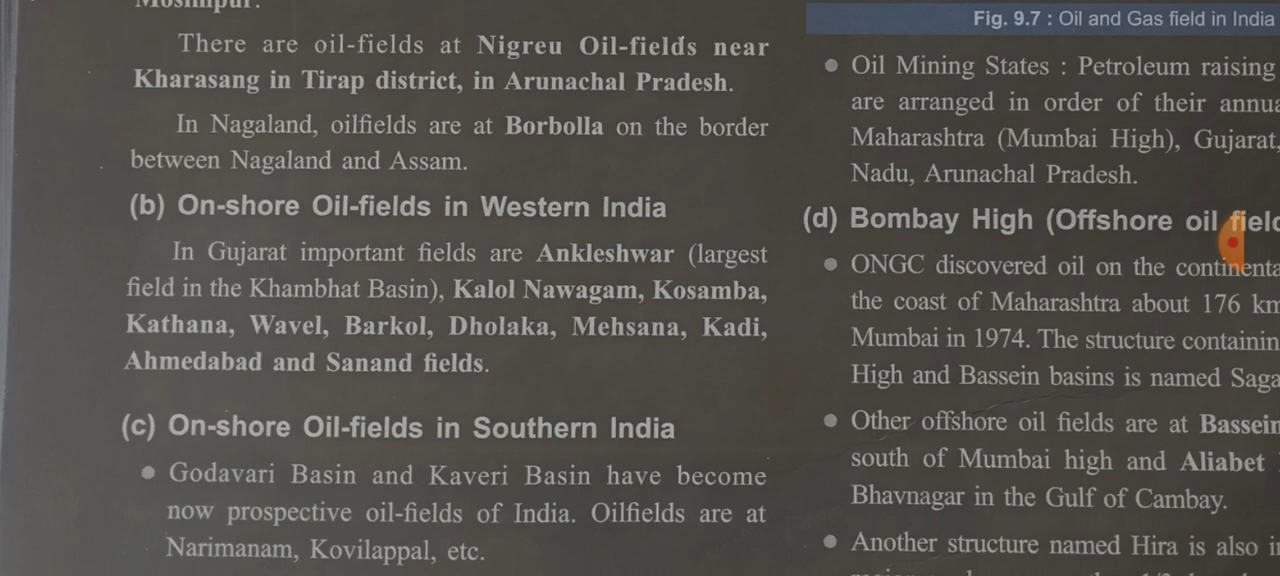 There are oil-fields at Nigreu Oil-fields near
Kharasang in Tirap district, in Arunachal Pradesh.
In Nagaland, oilfields are at Borbolla on the border
between Nagaland and Assam.
(b) On-shore Oil-fields in Western India
In Gujarat important fields are Ankleshwar (largest
field in the Khambhat Basin), Kalol Nawagam, Kosamba,
Kathana, Wavel, Barkol, Dholaka, Mehsana, Kadi,
Ahmedabad and Sanand fields.
(c) On-shore Oil-fields in Southern India
• Godavari Basin and Kaveri Basin have become
now prospective oil-fields of India. Oilfields are at
Narimanam, Kovilappal, etc.
Fig. 9.7 : Oil and Gas field in India
• Oil Mining States : Petroleum raising
are arranged in order of their
Maharashtra (Mumbai High), Gujarat,
Nadu, Arunachal Pradesh.
(d) Bombay High (Offshore oil
• ONGC discovered oil on the
the coast of Maharashtra about 176 km
Mumbai in 1974. The structure
High and Bassein basins is named
• Other offshore oil fields are at Bassein
south of Mumbai high and Aliabet
Bhavnagar in the Gulf of Cambay.
• Another structure named Hira is also